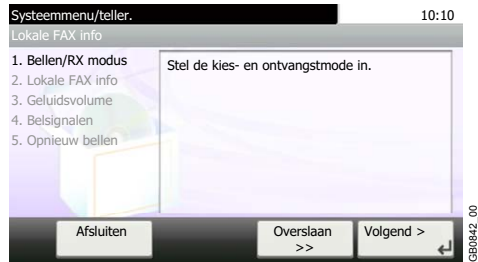 Systeemmenu/teller.
10:10
Lokale FAX info
1. Bellen/RX modus
2. Lokale FAX info
3. Geluidsvolume
4. Belsignalen
5. Opnieuw bellen
Stel de kies- en ontvangstmode in.
Afsluiten
Overslaan
>>
Volgend >
GB0842_00